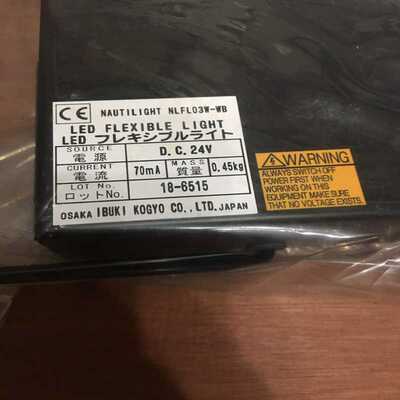 CE NAUTILIGHT NLFL03W-WB
LED FLEXIBLE LIGHT
LED フレキシブルライト
SOURCE 電源 D.C.24V
CURRENT 電流 70mA MASS 質量 0.45kg
LOT No. ロットNo. 18-6515
OSAKA IBUKI KOGYO CO., LTD. JAPAN
WARNING
ALWAYS SWITCH OFF
POWER FIRST WHEN
WORKING ON THIS
EQUIPMENT MAKE SURE
THAT NO VOLTAGE EXISTS.